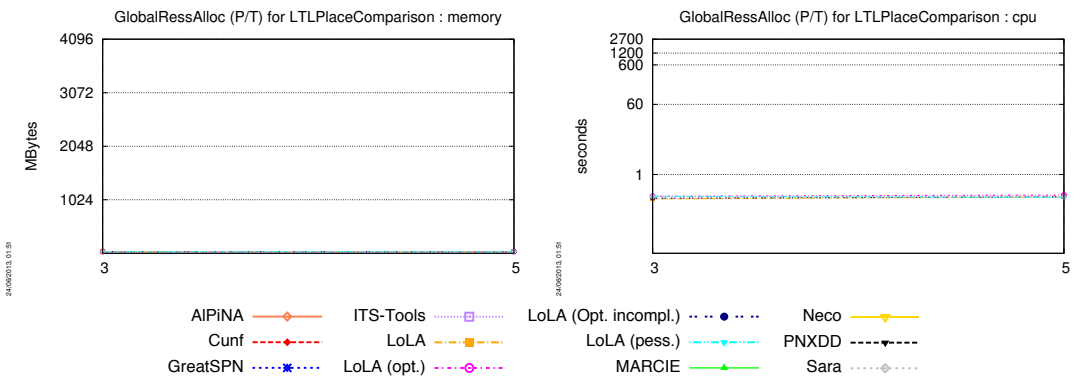 GlobalRessAlloc (P/T) for LTLPlaceComparison : memory
4096
3072
2048
1024
MBytes
3
5
24/06/2013, 01:51
GlobalRessAlloc (P/T) for LTLPlaceComparison : cpu
2700
1200
600
60
1
seconds
3
5
24/06/2013, 01:51
AlPiNA
Cunf
GreatSPN
ITS-Tools
LoLA
LoLA (opt.)
LoLA (Opt. incompl.)
LoLA (pess.)
MARCIE
Neco
PNXDD
Sara